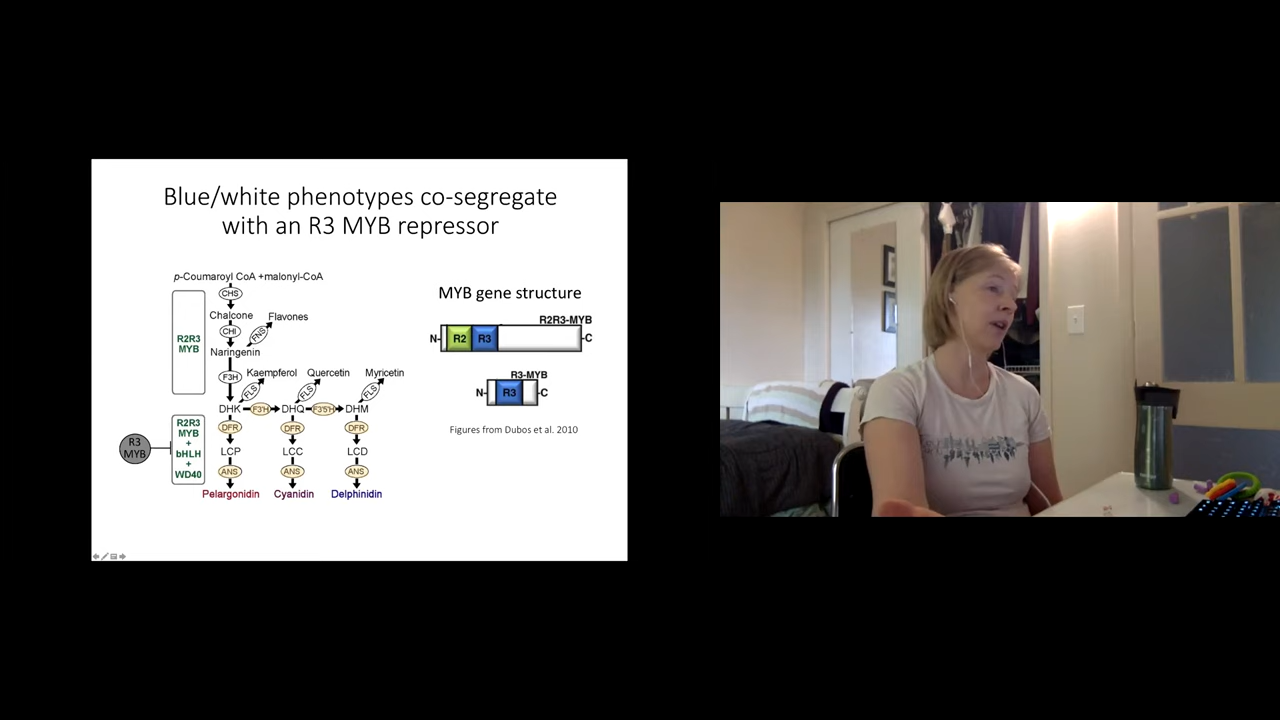 Blue/white phenotypes co-segregate
with an R3 MYB repressor
p-Coumaroyl CoA +malonyl-CoA
CHS
Chalcone
Flavones
CHI
FNS
Naringenin
R2R3
MYB
F3H
Kaempferol
Quercetin
Myricetin
FLS
FLS
FLS
DHK
F3'H
DHQ
F3'5'H
DHM
DFR
DFR
DFR
R3
MYB
R2R3
MYB
+
bHLH
+
WD40
LCP
LCC
LCD
ANS
ANS
ANS
Pelargonidin
Cyanidin
Delphinidin
MYB gene structure
R2R3-MYB
N-
R2
R3
-C
R3-MYB
N-
R3
-C
Figures from Dubos et al. 2010